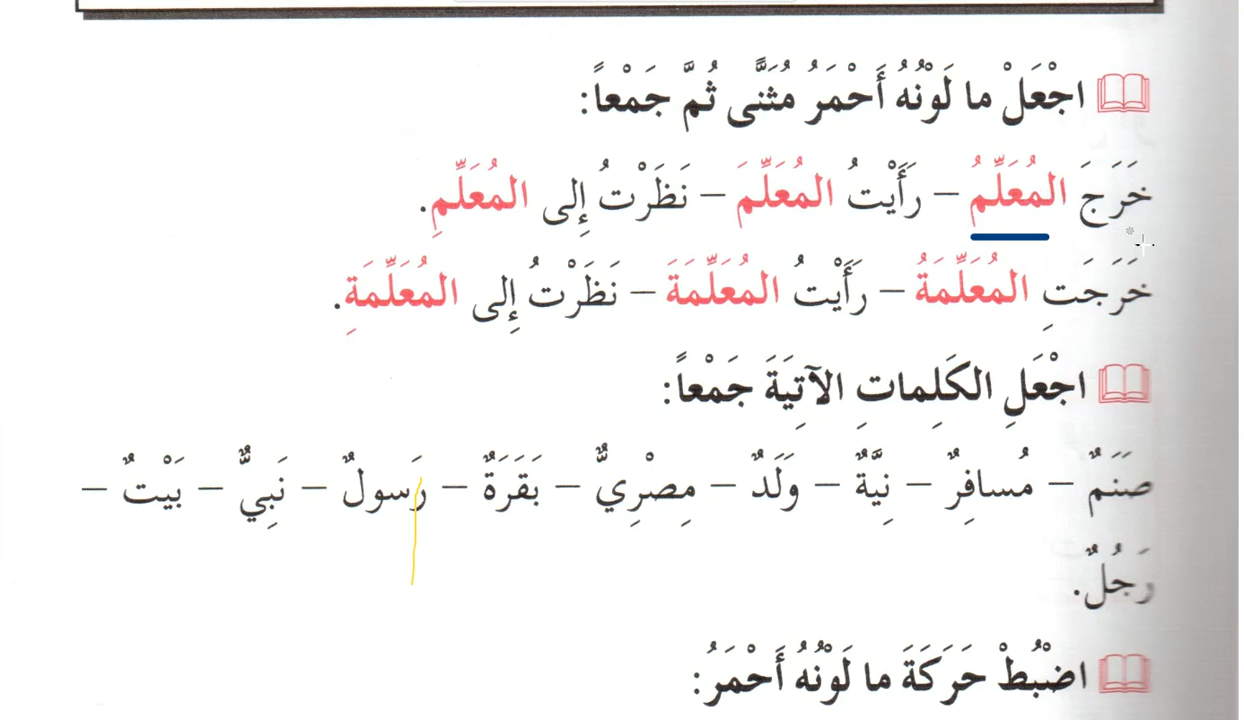 اجْعَلْ ما لَوْنُهُ أَحْمَرُ مُثَنًّى ثُمَّ جَمْعاً:
خَرَجَ المُعَلِّمُ – رَأَيْتُ المُعَلِّمَ – نَظَرْتُ إِلى المُعَلِّمِ.
خَرَجَتِ المُعَلِّمَةُ – رَأَيْتُ المُعَلِّمَةَ – نَظَرْتُ إِلى المُعَلِّمَةِ.
اجْعَلِ الكَلِماتِ الآتِيَةَ جَمْعاً:
صَنَمٌ – مُسافِرٌ – نِيَّةٌ – وَلَدٌ – مِصْرِيٌّ – بَقَرَةٌ – رَسولٌ – نَبِيٌّ – بَيْتٌ –
رَجُلٌ.
اضْبُطْ حَرَكَةَ ما لَوْنُهُ أَحْمَرُ: